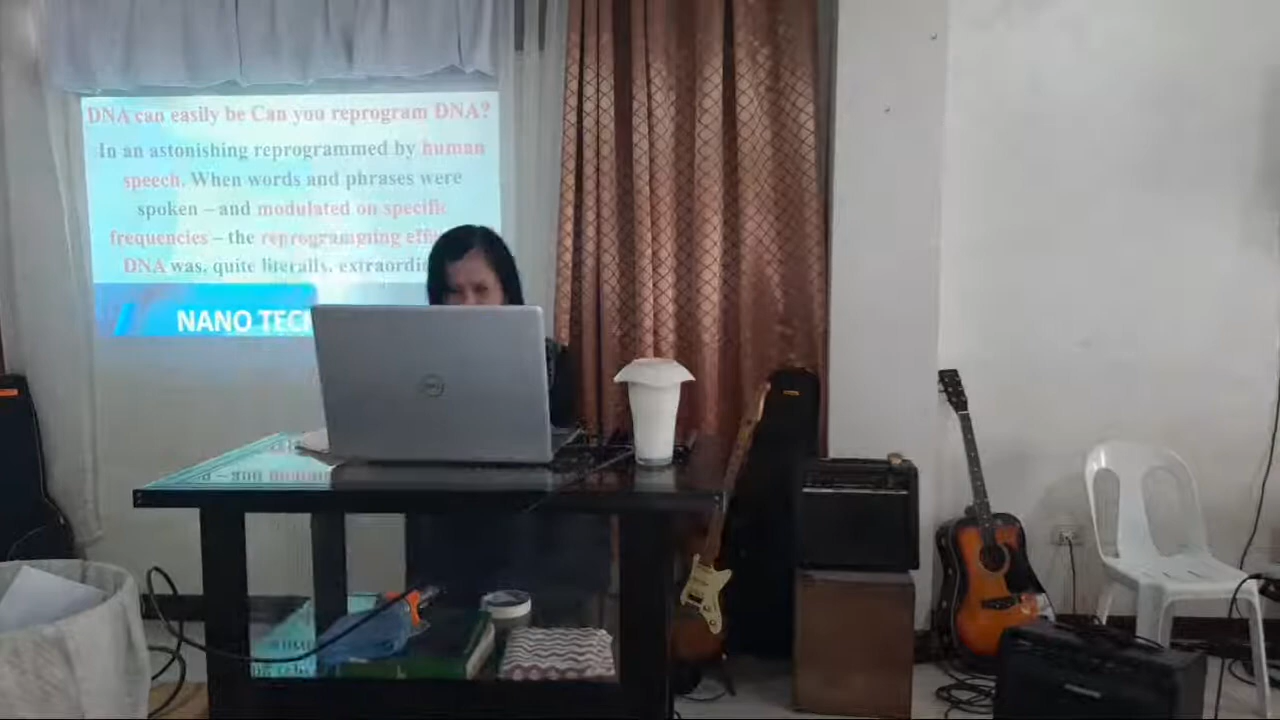 DNA can easily be Can you reprogram DNA?
In an astonishing reprogrammed by human
speech. When words and phrases were
spoken – and modulated on specific
frequencies – the reprogramming
DNA was, quite literally,
NANO
DELL